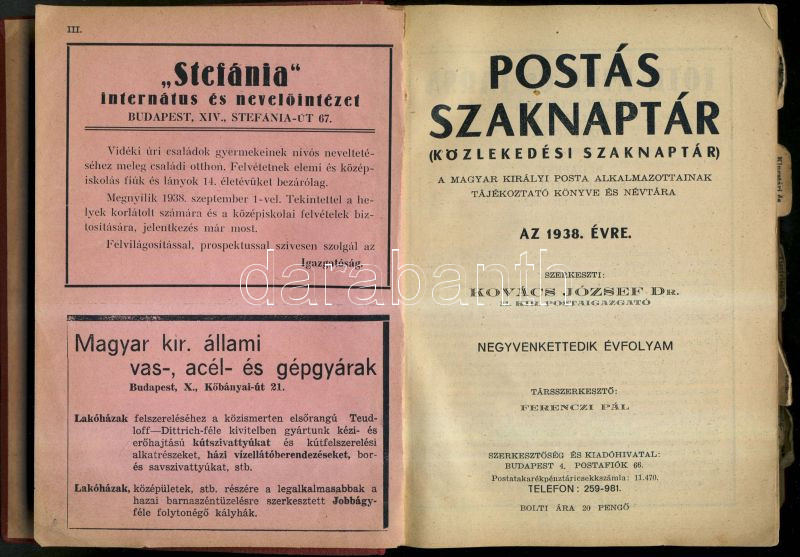 III.
„Stefánia"
internátus és nevelőintézet
BUDAPEST, XIV., STEFÁNIA-ÚT 67.
Vidéki úri családok gyermekeinek nívós neveltetésé-
séhez meleg családi otthon. Felvétetnek elemi és közép-
iskolás fiúk és lányok 14. életévüket bezárólag.
Megnyilik 1938. szeptember 1-vel. Tekintettel a he-
lyek korlátolt számára és a középiskolai felvételek biz-
tosítására, jelentkezés már most.
Felvilágosítással, prospektussal szívesen szolgál az
Igazgatóság.
Magyar kir. állami
vas-, acél- és gépgyárak
Budapest, X., Kőbányai-út 21.
Lakóházak felszereléséhez a közismerten elsőrangú Teud-
loff—Dittrich-féle kivitelben gyártunk kézi- és
erőhajtású kútszivattyúkat és kútfelszerelési
alkatrészeket, házi vízellátóberendezéseket, bor-
és savszivattyúkat, stb.
Lakóházak, középületek, stb. részére a legalkalmasabbak a
hazai barnaszéntüzelésre szerkesztett Jobbágy-
féle folytonégő kályhák.
POSTÁS
SZAKNAPTÁR
(KÖZLEKEDÉSI SZAKNAPTÁR)
A MAGYAR KIRÁLYI POSTA ALKALMAZOTTAINAK
TÁJÉKOZTATÓ KÖNYVE ÉS NÉVTÁRA
AZ 1938. ÉVRE.
SZERKESZTI:
KOVÁCS JÓZSEF DR.
M. KIR. POSTAIGAZGATÓ
NEGYVENKETTEDIK ÉVFOLYAM
TÁRSSZERKESZTŐ:
FERENCZI PÁL
SZERKESZTŐSÉG ÉS KIADÓHIVATAL:
BUDAPEST 4. POSTAFIÓK 66.
Postatakarékpénztáricsekkszámla: 11.470.
TELEFON: 259-981.
BOLTI ÁRA 20 PENGŐ
darabanth